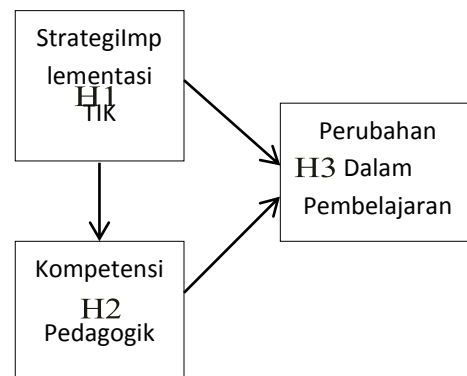 StrategiImp
lementasi
H1
TIK
Perubahan
H3 Dalam
Pembelajaran
Kompetensi
H2
Pedagogik